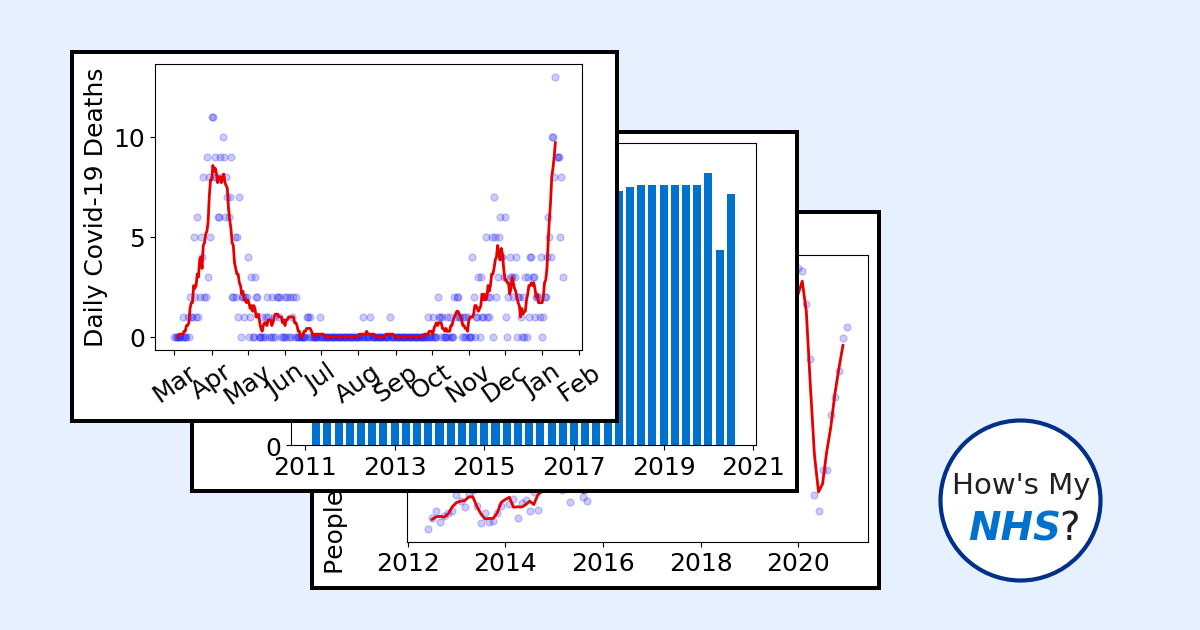 Daily Covid-19 Deaths
10
5
0
Mar Apr May Jun Jul Aug Sep Oct Nov Dec Jan Feb
0
2011 2013 2015 2017 2019 2021
People
2012 2014 2016 2018 2020
How's My
NHS?